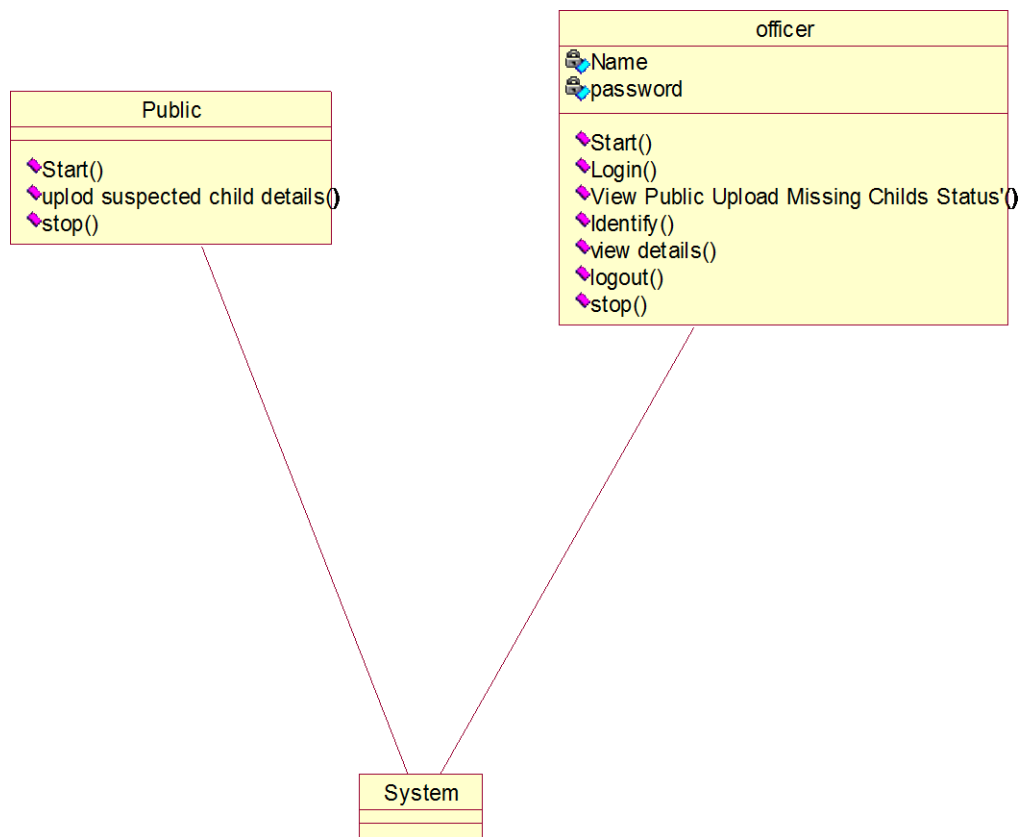 Public
Start()
uplod suspected child details()
stop()
officer
Name
password
Start()
Login()
View Public Upload Missing Childs Status'()
Identify()
view details()
logout()
stop()
System